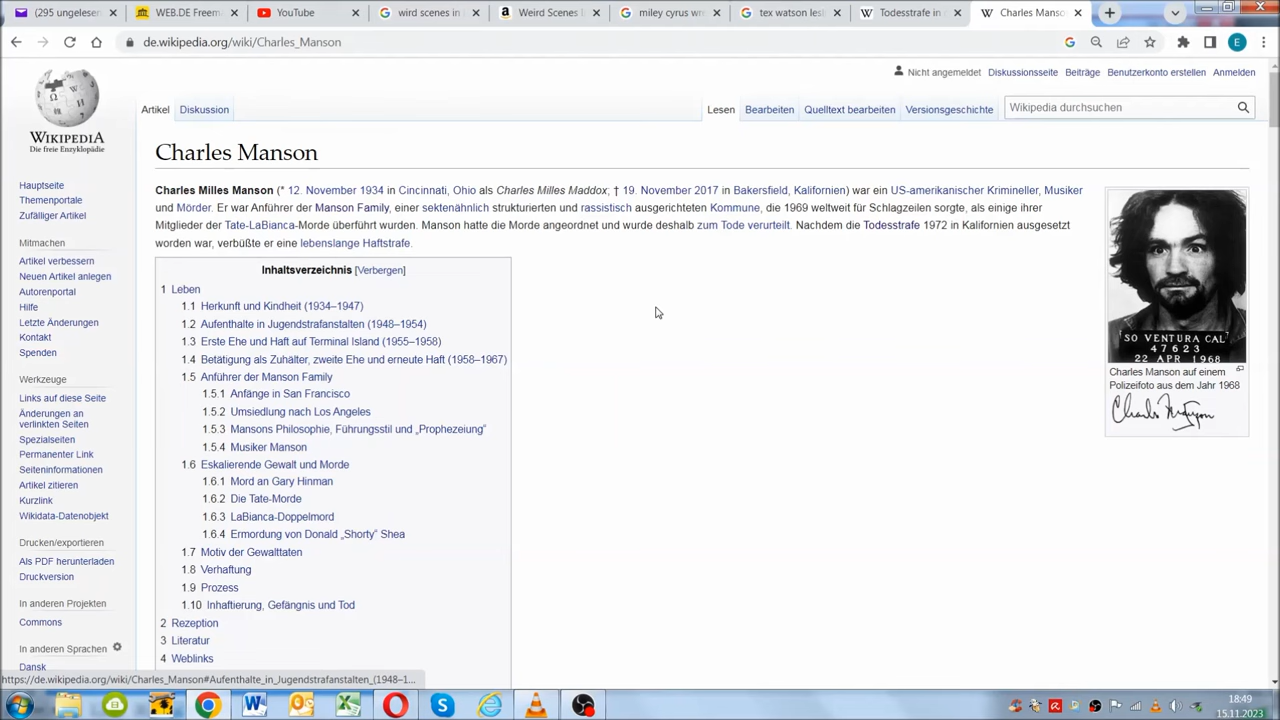 (295 ungelesen
WEB.DE Freem
YouTube
wird scenes in
Weird Scenes
miley cyrus wr
tex watson lesl
Todesstrafe in
Charles Manso
de.wikipedia.org/wiki/Charles_Manson
E
Nicht angemeldet Diskussionsseite Beiträge Benutzerkonto erstellen Anmelden
Artikel Diskussion
Lesen Bearbeiten Quelltext bearbeiten Versionsgeschichte
Wikipedia durchsuchen
WIKIPEDIA
Die freie Enzyklopädie
Hauptseite
Themenportale
Zufälliger Artikel
Mitmachen
Artikel verbessern
Neuen Artikel anlegen
Autorenportal
Hilfe
Letzte Änderungen
Kontakt
Spenden
Werkzeuge
Links auf diese Seite
Änderungen an
verlinkten Seiten
Spezialseiten
Permanenter Link
Seiteninformationen
Artikel zitieren
Kurzlink
Wikidata-Datenobjekt
Drucken/exportieren
Als PDF herunterladen
Druckversion
In anderen Projekten
Commons
In anderen Sprachen
Dansk
Charles Manson
Charles Milles Manson (* 12. November 1934 in Cincinnati, Ohio als Charles Milles Maddox; † 19. November 2017 in Bakersfield, Kalifornien) war ein US-amerikanischer Krimineller, Musiker
und Mörder. Er war Anführer der Manson Family, einer sektenähnlich strukturierten und rassistisch ausgerichteten Kommune, die 1969 weltweit für Schlagzeilen sorgte, als einige ihrer
Mitglieder der Tate-LaBianca-Morde überführt wurden. Manson hatte die Morde angeordnet und wurde deshalb zum Tode verurteilt. Nachdem die Todesstrafe 1972 in Kalifornien ausgesetzt
worden war, verbüßte er eine lebenslange Haftstrafe.
Inhaltsverzeichnis [Verbergen]
1 Leben
1.1 Herkunft und Kindheit (1934–1947)
1.2 Aufenthalte in Jugendstrafanstalten (1948–1954)
1.3 Erste Ehe und Haft auf Terminal Island (1955–1958)
1.4 Betätigung als Zuhälter, zweite Ehe und erneute Haft (1958–1967)
1.5 Anführer der Manson Family
1.5.1 Anfänge in San Francisco
1.5.2 Umsiedlung nach Los Angeles
1.5.3 Mansons Philosophie, Führungsstil und „Prophezeiung“
1.5.4 Musiker Manson
1.6 Eskalierende Gewalt und Morde
1.6.1 Mord an Gary Hinman
1.6.2 Die Tate-Morde
1.6.3 LaBianca-Doppelmord
1.6.4 Ermordung von Donald „Shorty“ Shea
1.7 Motiv der Gewalttaten
1.8 Verhaftung
1.9 Prozess
1.10 Inhaftierung, Gefängnis und Tod
2 Rezeption
3 Literatur
4 Weblinks
SO VENTURA CAL
47623
22 APR 1968
Charles Manson auf einem
Polizeifoto aus dem Jahr 1968
https://de.wikipedia.org/wiki/Charles_Manson#Aufenthalte_in_Jugendstrafanstalten_(1948–1...
18:49
15.11.2023